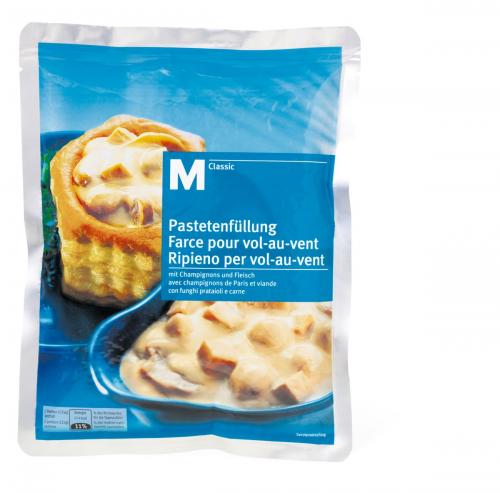 M Classic
Pastetenfüllung
Farce pour vol-au-vent
Ripieno per vol-au-vent
mit Champignons und Fleisch
avec champignons de Paris et viande
con funghi prataioli e carne
11%